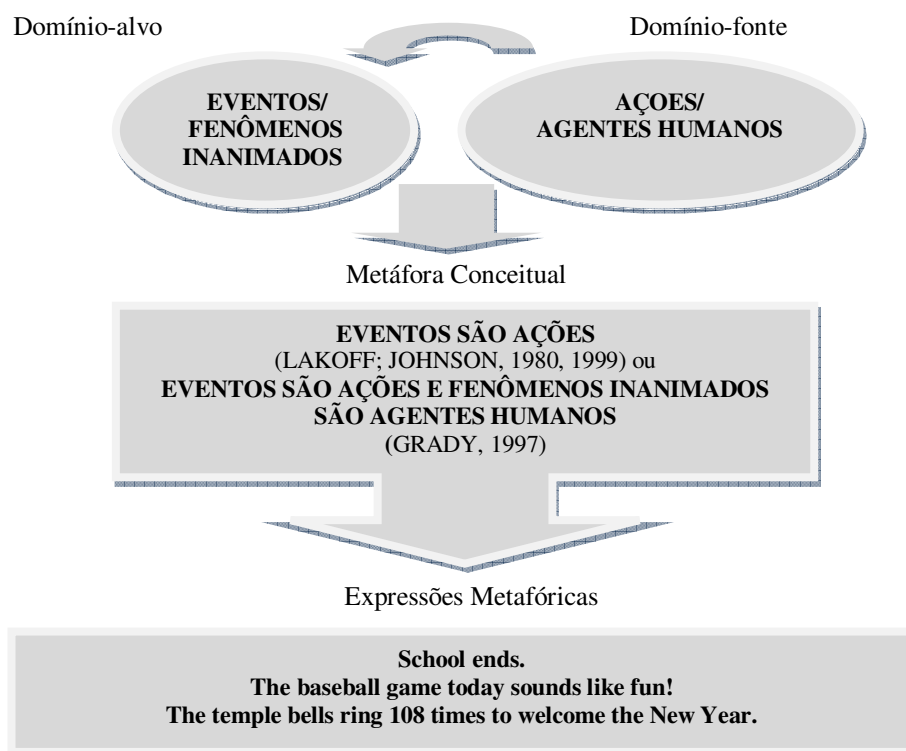 Domínio-alvo
Domínio-fonte
EVENTOS/
FENÔMENOS
INANIMADOS
AÇOES/
AGENTES HUMANOS
Metáfora Conceitual
EVENTOS SÃO AÇÕES
(LAKOFF; JOHNSON, 1980, 1999) ou
EVENTOS SÃO AÇÕES E FENÔMENOS INANIMADOS
SÃO AGENTES HUMANOS
(GRADY, 1997)
Expressões Metafóricas
School ends.
The baseball game today sounds like fun!
The temple bells ring 108 times to welcome the New Year.